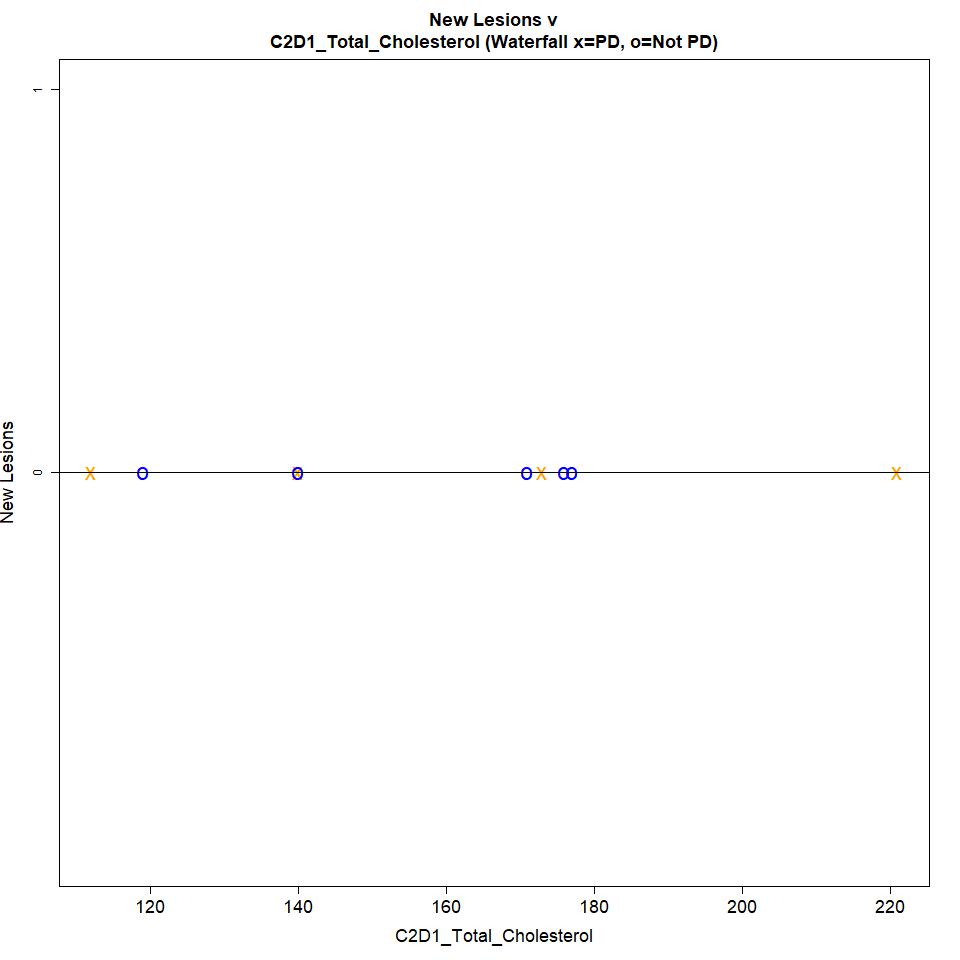 New Lesions v
C2D1_Total_Cholesterol (Waterfall x=PD, o=Not PD)
1
0
New Lesions
x o o x o x o o x
120 140 160 180 200 220
C2D1_Total_Cholesterol